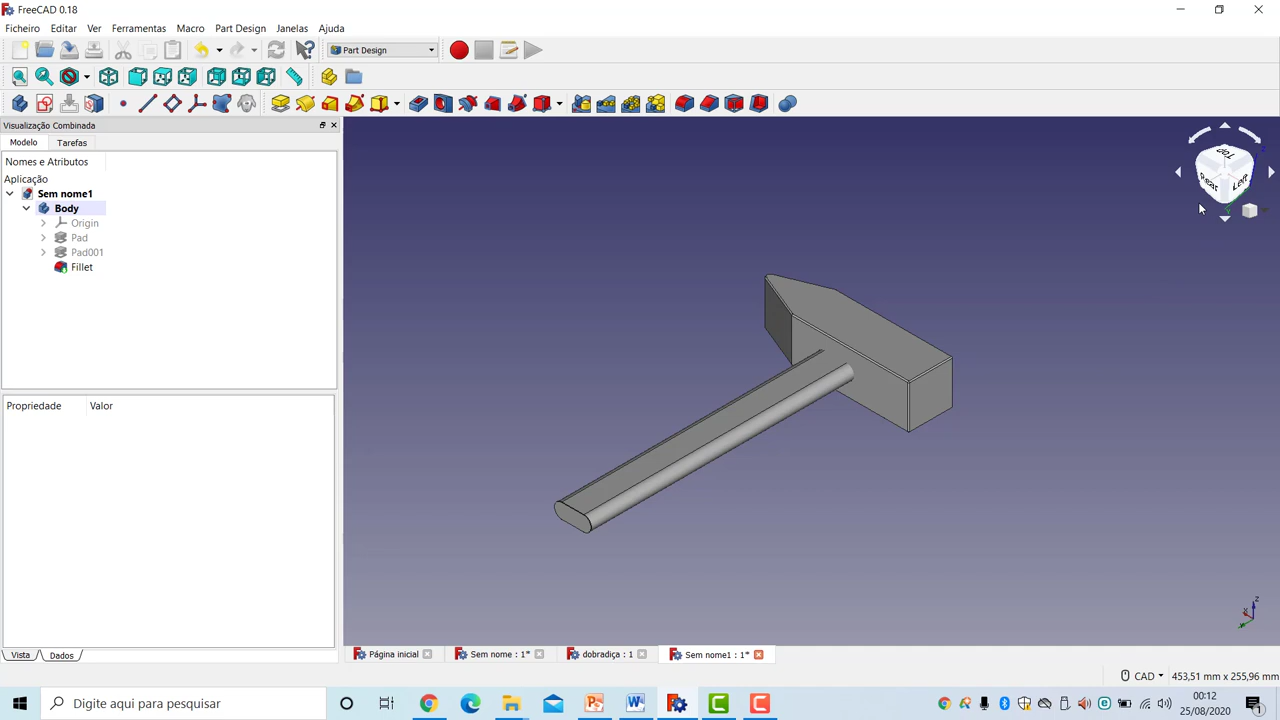 FreeCAD 0.18
Ficheiro Editar Ver Ferramentas Macro Part Design Janelas Ajuda
Part Design
Visualização Combinada
Modelo Tarefas
Nomes e Atributos
Aplicação
Sem nome1
Body
Origin
Pad
Pad001
Fillet
TOP
Rear Left
Propriedade Valor
Vista Dados
Página inicial Sem nome : 1* dobradiça : 1 Sem nome1 : 1*
CAD 453,51 mm x 255,96 mm
Z
X
Y
Digite aqui para pesquisar
00:12
25/08/2020